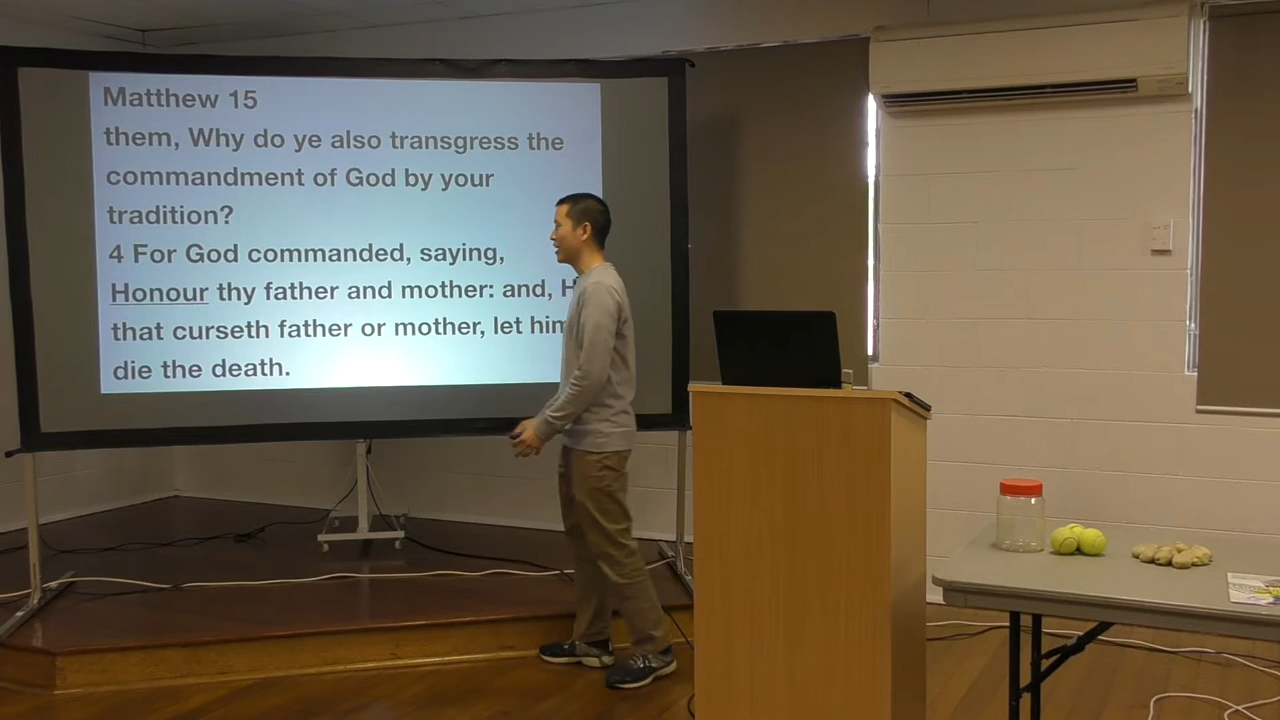 Matthew 15
them, Why do ye also transgress the
commandment of God by your
tradition?
4 For God commanded, saying,
Honour thy father and mother: and, H
that curseth father or mother, let him
die the death.